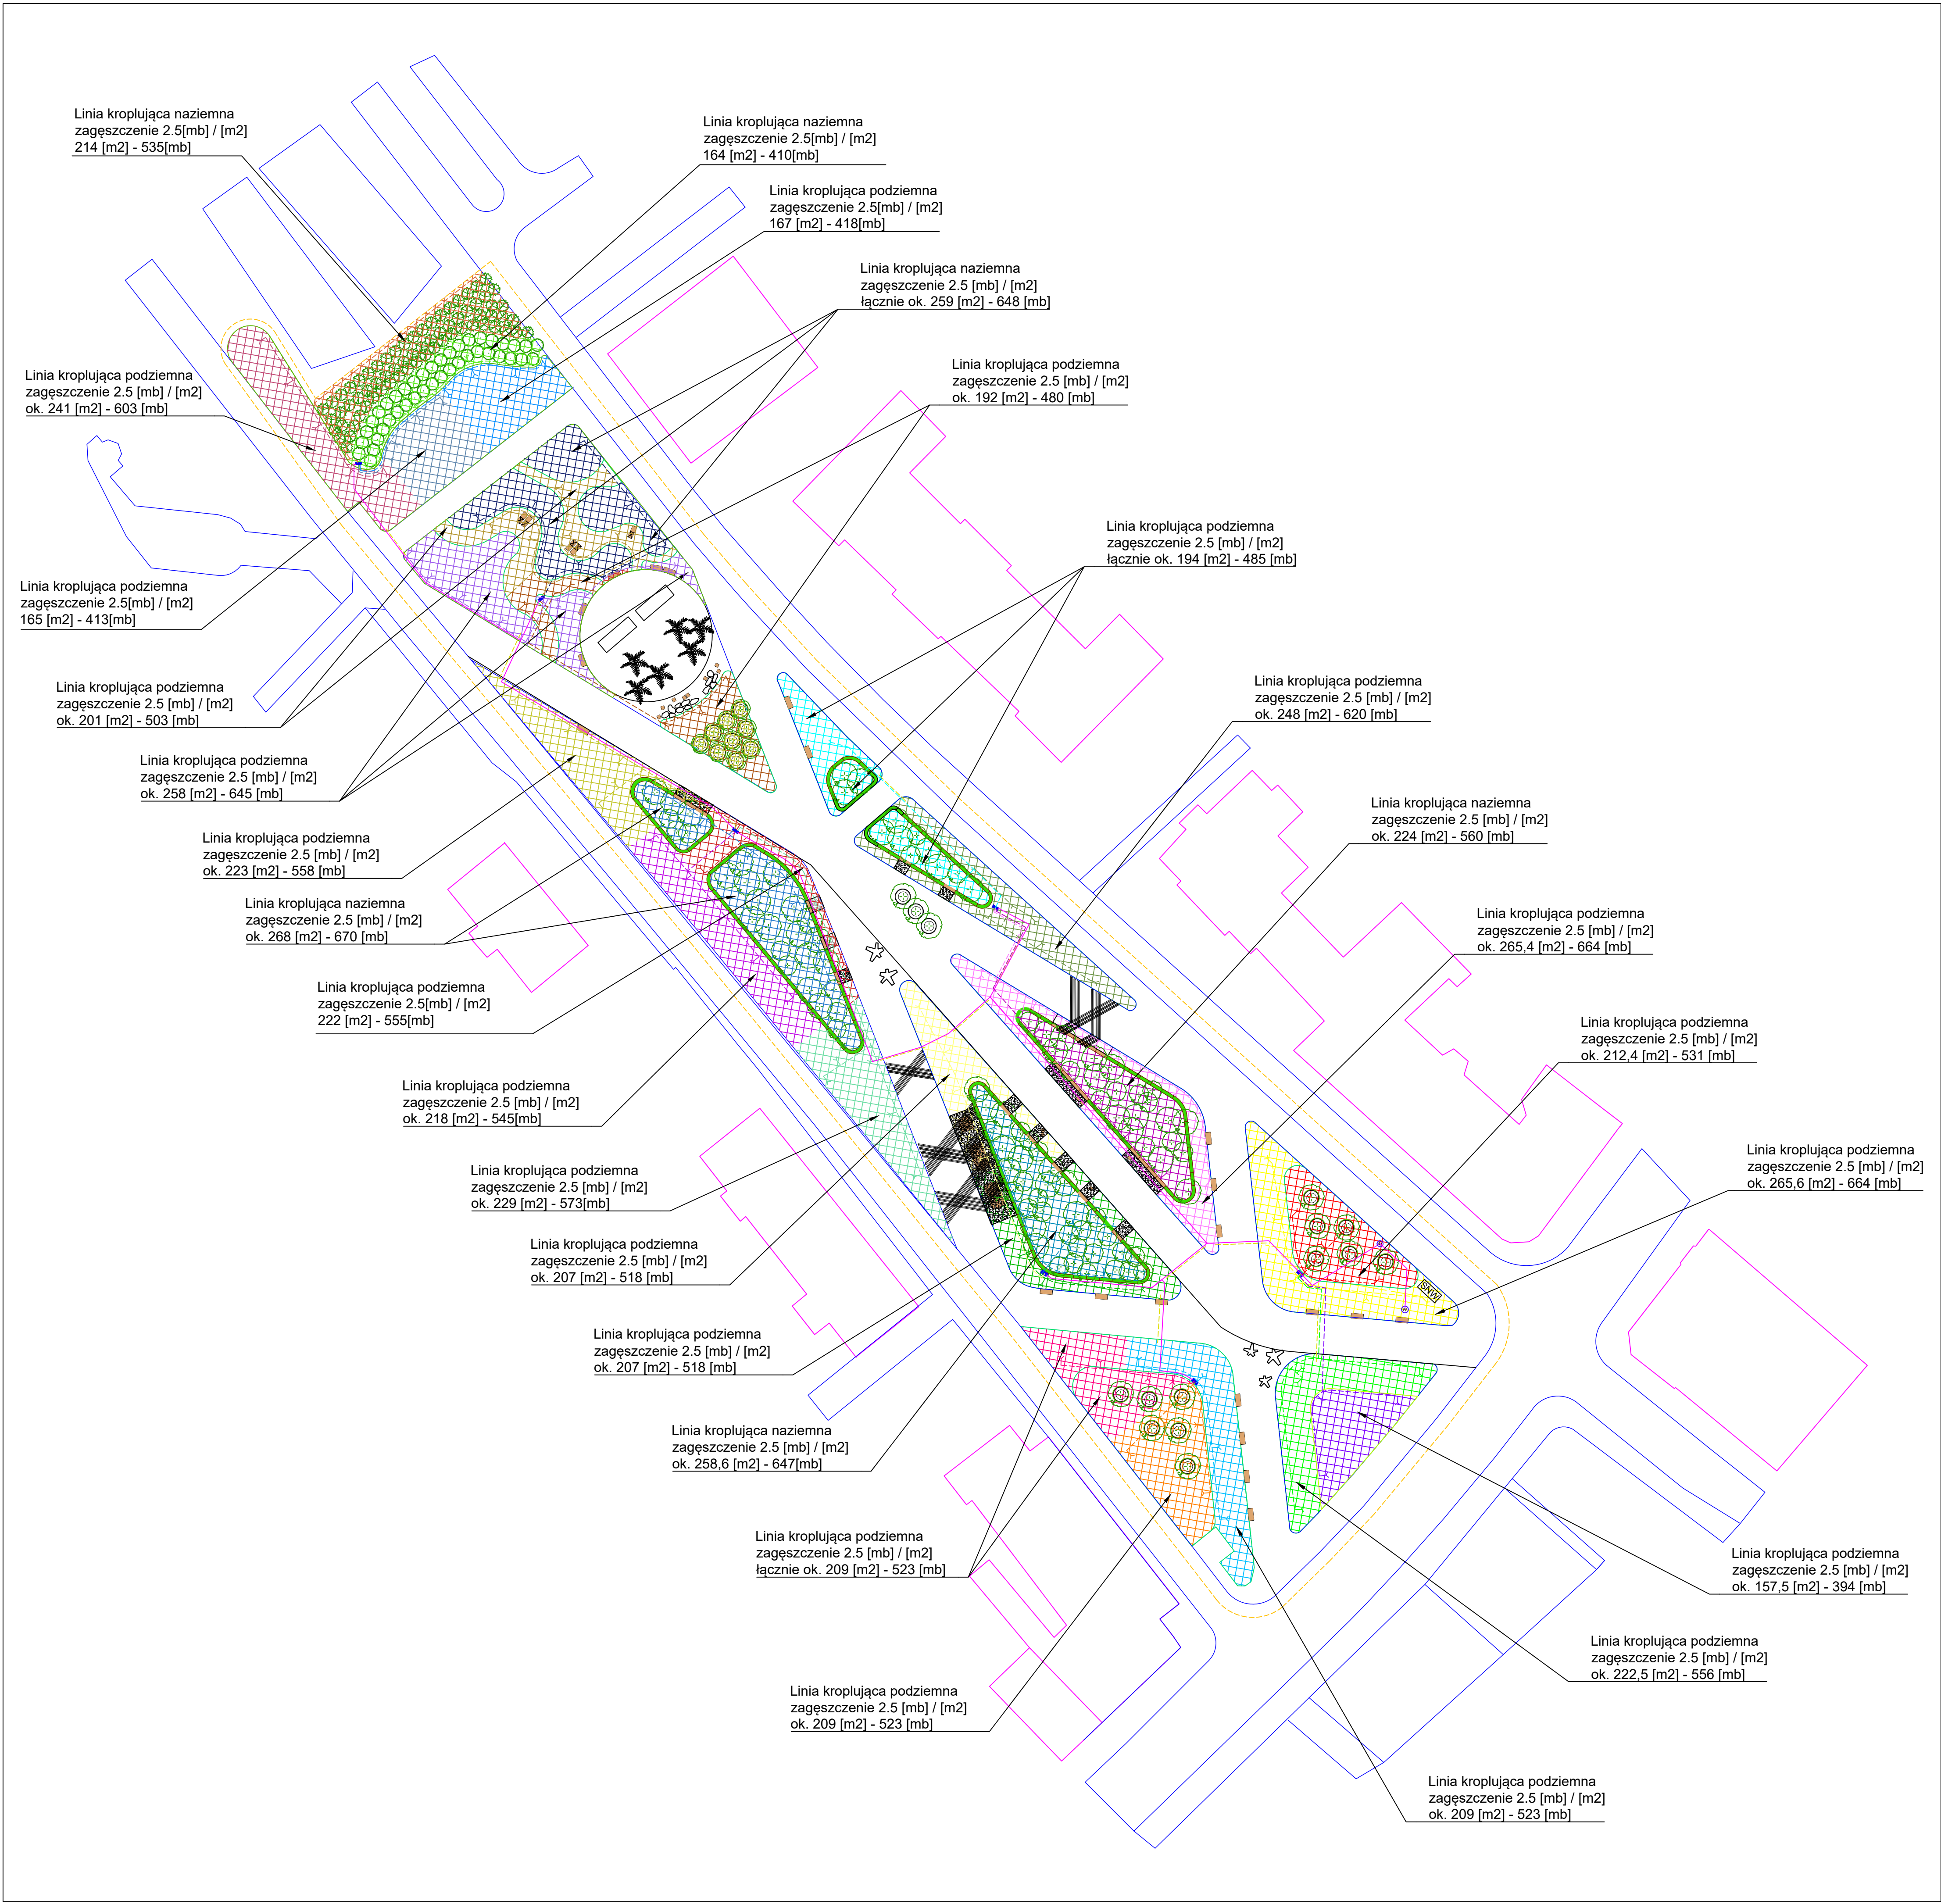 Linia kroplująca naziemna
zagęszczenie 2.5[mb] / [m2]
214 [m2] - 535[mb]
Linia kroplująca naziemna
zagęszczenie 2.5[mb] / [m2]
164 [m2] - 410[mb]
Linia kroplująca podziemna
zagęszczenie 2.5[mb] / [m2]
167 [m2] - 418[mb]
Linia kroplująca naziemna
zagęszczenie 2.5 [mb] / [m2]
łącznie ok. 259 [m2] - 648 [mb]
Linia kroplująca podziemna
zagęszczenie 2.5 [mb] / [m2]
ok. 192 [m2] - 480 [mb]
Linia kroplująca podziemna
zagęszczenie 2.5 [mb] / [m2]
ok. 241 [m2] - 603 [mb]
Linia kroplująca podziemna
zagęszczenie 2.5 [mb] / [m2]
łącznie ok. 194 [m2] - 485 [mb]
Linia kroplująca podziemna
zagęszczenie 2.5[mb] / [m2]
165 [m2] - 413[mb]
Linia kroplująca podziemna
zagęszczenie 2.5 [mb] / [m2]
ok. 248 [m2] - 620 [mb]
Linia kroplująca podziemna
zagęszczenie 2.5 [mb] / [m2]
ok. 201 [m2] - 503 [mb]
Linia kroplująca podziemna
zagęszczenie 2.5 [mb] / [m2]
ok. 258 [m2] - 645 [mb]
Linia kroplująca naziemna
zagęszczenie 2.5 [mb] / [m2]
ok. 224 [m2] - 560 [mb]
Linia kroplująca podziemna
zagęszczenie 2.5 [mb] / [m2]
ok. 223 [m2] - 558 [mb]
Linia kroplująca naziemna
zagęszczenie 2.5 [mb] / [m2]
ok. 268 [m2] - 670 [mb]
Linia kroplująca podziemna
zagęszczenie 2.5 [mb] / [m2]
ok. 265,4 [m2] - 664 [mb]
Linia kroplująca podziemna
zagęszczenie 2.5[mb] / [m2]
222 [m2] - 555[mb]
Linia kroplująca podziemna
zagęszczenie 2.5 [mb] / [m2]
ok. 212,4 [m2] - 531 [mb]
Linia kroplująca podziemna
zagęszczenie 2.5 [mb] / [m2]
ok. 218 [m2] - 545[mb]
Linia kroplująca podziemna
zagęszczenie 2.5 [mb] / [m2]
ok. 265,6 [m2] - 664 [mb]
Linia kroplująca podziemna
zagęszczenie 2.5 [mb] / [m2]
ok. 229 [m2] - 573[mb]
Linia kroplująca podziemna
zagęszczenie 2.5 [mb] / [m2]
ok. 207 [m2] - 518 [mb]
SNW
Linia kroplująca podziemna
zagęszczenie 2.5 [mb] / [m2]
ok. 207 [m2] - 518 [mb]
Linia kroplująca naziemna
zagęszczenie 2.5 [mb] / [m2]
ok. 258,6 [m2] - 647[mb]
Linia kroplująca podziemna
zagęszczenie 2.5 [mb] / [m2]
łącznie ok. 209 [m2] - 523 [mb]
Linia kroplująca podziemna
zagęszczenie 2.5 [mb] / [m2]
ok. 157,5 [m2] - 394 [mb]
Linia kroplująca podziemna
zagęszczenie 2.5 [mb] / [m2]
ok. 222,5 [m2] - 556 [mb]
Linia kroplująca podziemna
zagęszczenie 2.5 [mb] / [m2]
ok. 209 [m2] - 523 [mb]
Linia kroplująca podziemna
zagęszczenie 2.5 [mb] / [m2]
ok. 209 [m2] - 523 [mb]